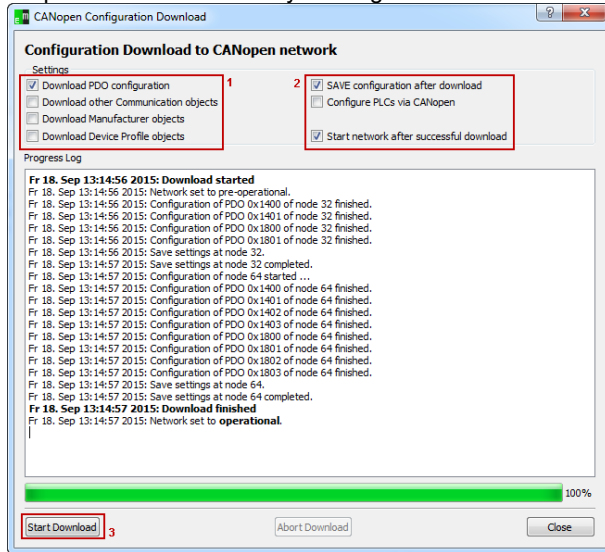 CANopen Configuration Download
Configuration Download to CANopen network
Settings
Download PDO configuration 1 2 SAVE configuration after download
Download other Communication objects Configure PLCs via CANopen
Download Manufacturer objects
Download Device Profile objects Start network after successful download
Progress Log
Fr 18. Sep 13:14:56 2015: Download started
Fr 18. Sep 13:14:56 2015: Network set to pre-operational.
Fr 18. Sep 13:14:56 2015: Configuration of PDO 0x1400 of node 32 finished.
Fr 18. Sep 13:14:56 2015: Configuration of PDO 0x1401 of node 32 finished.
Fr 18. Sep 13:14:56 2015: Configuration of PDO 0x1800 of node 32 finished.
Fr 18. Sep 13:14:56 2015: Configuration of PDO 0x1801 of node 32 finished.
Fr 18. Sep 13:14:56 2015: Save settings at node 32.
Fr 18. Sep 13:14:57 2015: Save settings at node 32 completed.
Fr 18. Sep 13:14:57 2015: Configuration of node 64 started ...
Fr 18. Sep 13:14:57 2015: Configuration of PDO 0x1400 of node 64 finished.
Fr 18. Sep 13:14:57 2015: Configuration of PDO 0x1401 of node 64 finished.
Fr 18. Sep 13:14:57 2015: Configuration of PDO 0x1402 of node 64 finished.
Fr 18. Sep 13:14:57 2015: Configuration of PDO 0x1403 of node 64 finished.
Fr 18. Sep 13:14:57 2015: Configuration of PDO 0x1800 of node 64 finished.
Fr 18. Sep 13:14:57 2015: Configuration of PDO 0x1801 of node 64 finished.
Fr 18. Sep 13:14:57 2015: Configuration of PDO 0x1802 of node 64 finished.
Fr 18. Sep 13:14:57 2015: Configuration of PDO 0x1803 of node 64 finished.
Fr 18. Sep 13:14:57 2015: Save settings at node 64.
Fr 18. Sep 13:14:57 2015: Save settings at node 64 completed.
Fr 18. Sep 13:14:57 2015: Download finished
Fr 18. Sep 13:14:57 2015: Network set to operational.
100%
Start Download 3 Abort Download Close